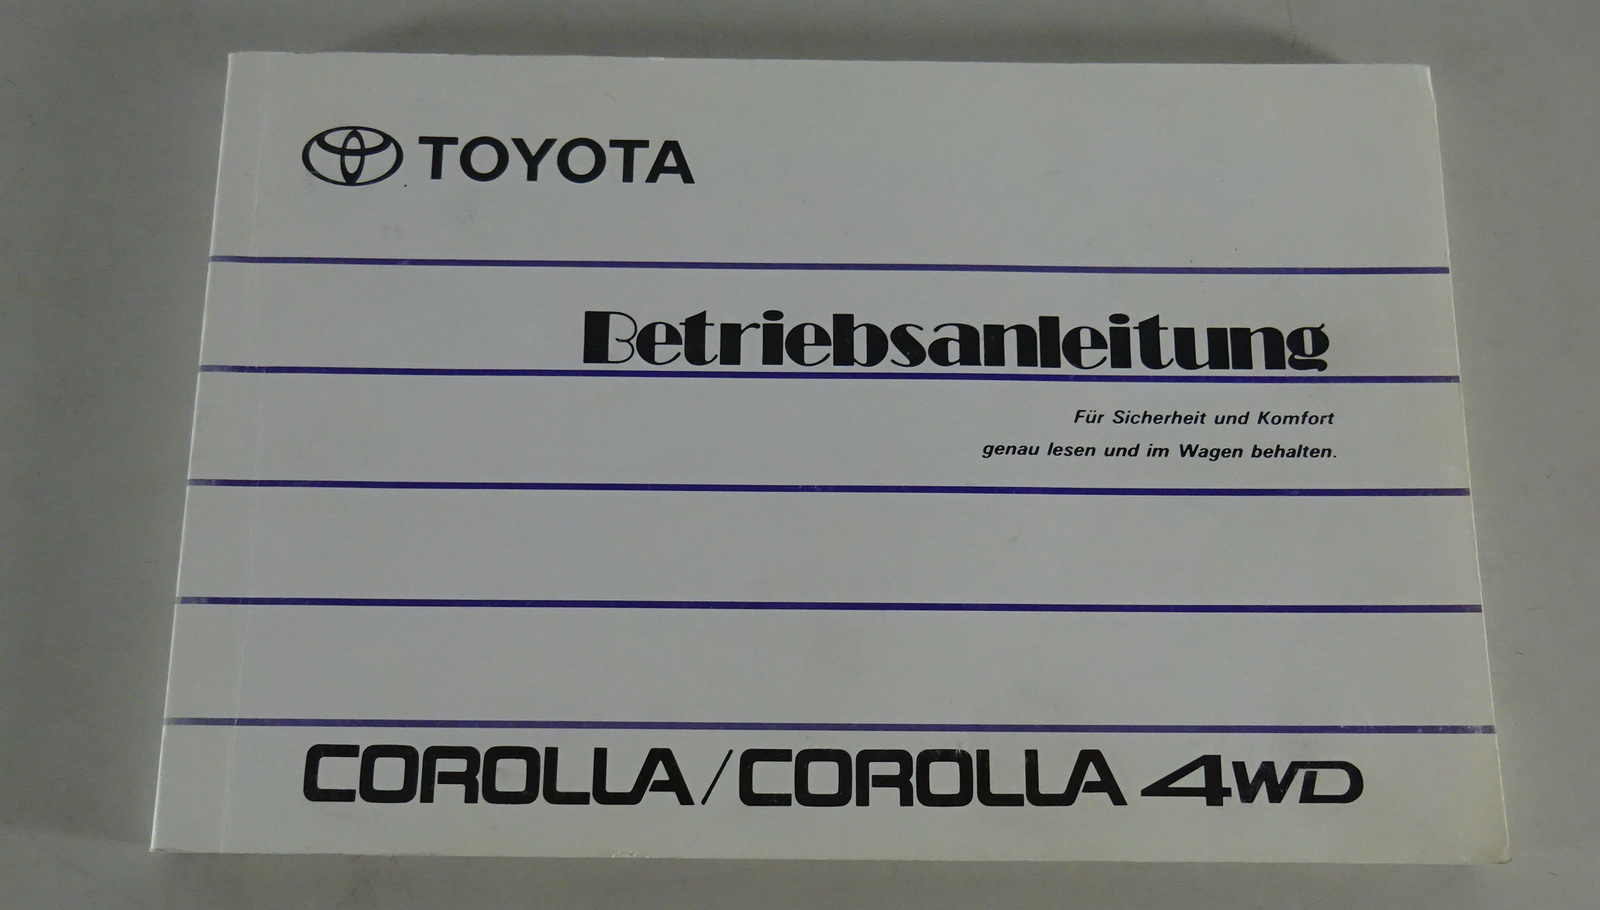 TOYOTA
Betriebsanleitung
Für Sicherheit und Komfort
genau lesen und im Wagen behalten.
COROLLA/COROLLA 4WD